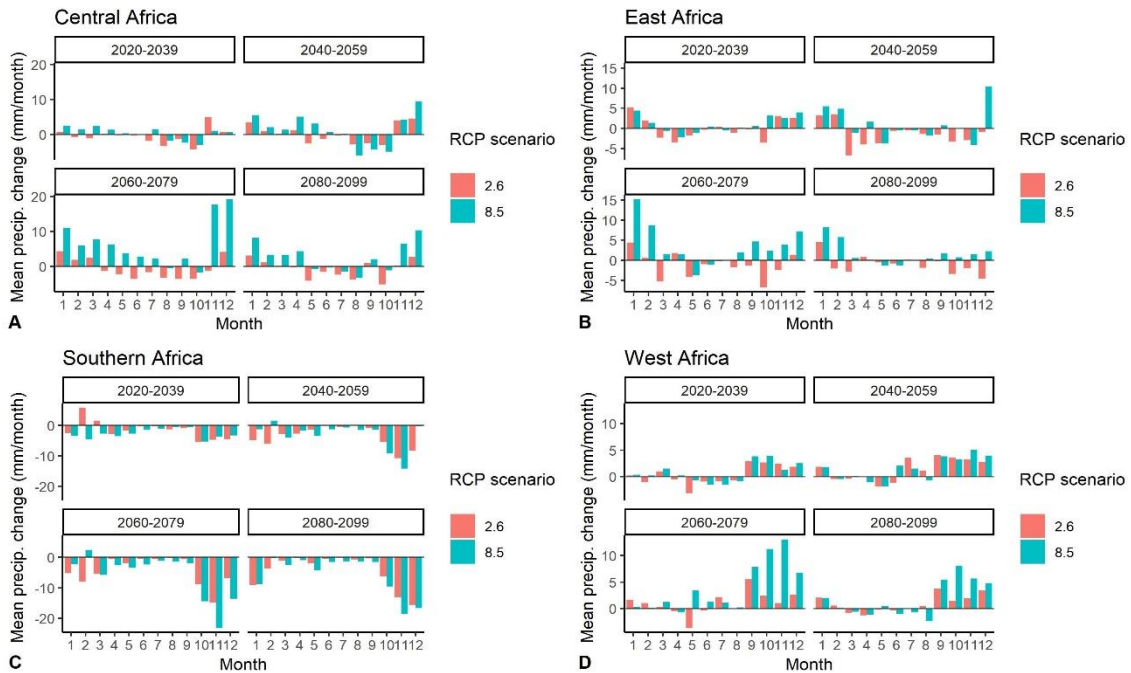 Central Africa
2020-2039 2040-2059
20
10
0
2060-2079 2080-2099
20
10
0
1 2 3 4 5 6 7 8 9 10 11 12 1 2 3 4 5 6 7 8 9 10 11 12
Mean precip. change (mm/month)
Month
RCP scenario
2.6
8.5
A
East Africa
2020-2039 2040-2059
15
10
5
0
-5
2060-2079 2080-2099
15
10
5
0
-5
1 2 3 4 5 6 7 8 9 10 11 12 1 2 3 4 5 6 7 8 9 10 11 12
Mean precip. change (mm/month)
Month
RCP scenario
2.6
8.5
B
Southern Africa
2020-2039 2040-2059
0
-10
-20
2060-2079 2080-2099
0
-10
-20
1 2 3 4 5 6 7 8 9 10 11 12 1 2 3 4 5 6 7 8 9 10 11 12
Mean precip. change (mm/month)
Month
RCP scenario
2.6
8.5
C
West Africa
2020-2039 2040-2059
10
5
0
2060-2079 2080-2099
10
5
0
1 2 3 4 5 6 7 8 9 10 11 12 1 2 3 4 5 6 7 8 9 10 11 12
Mean precip. change (mm/month)
Month
RCP scenario
2.6
8.5
D